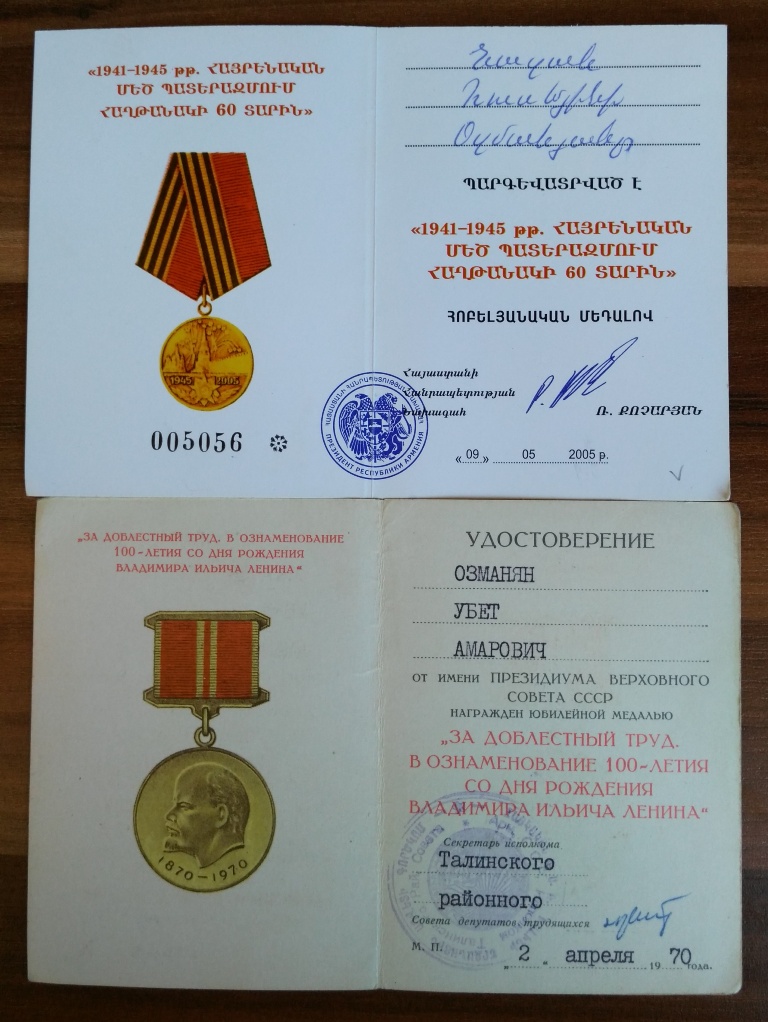 «1941-1945 թթ. ՀԱՅՐԵՆԱԿԱՆ
ՄԵԾ ՊԱՏԵՐԱԶՄՈՒՄ
ՀԱՂԹԱՆԱԿԻ 60 ՏԱՐԻՆ»
1945 2005
005056
ՊԱՐԳԵՎԱՏՐՎԱԾ Է
«1941-1945 թթ. ՀԱՅՐԵՆԱԿԱՆ
ՄԵԾ ՊԱՏԵՐԱԶՄՈՒՄ
ՀԱՂԹԱՆԱԿԻ 60 ՏԱՐԻՆ»
ՀՈԲԵԼՅԱՆԱԿԱՆ ՄԵԴԱԼՈՎ
Հայաստանի
Հանրապետության
Նախագահ
Ռ. ՔՈՉԱՐՅԱՆ
ПРЕЗИДЕНТ РЕСПУБЛИКИ АРМЕНИЯ
«09» 05 2005 р.
„ЗА ДОБЛЕСТНЫЙ ТРУД. В ОЗНАМЕНОВАНИЕ
100-ЛЕТИЯ СО ДНЯ РОЖДЕНИЯ
ВЛАДИМИРА ИЛЬИЧА ЛЕНИНА“
1870-1970
УДОСТОВЕРЕНИЕ
ОЗМАНЯН
УБЕТ
АМАРОВИЧ
ОТ ИМЕНИ ПРЕЗИДИУМА ВЕРХОВНОГО
СОВЕТА СССР
НАГРАЖДЕН ЮБИЛЕЙНОЙ МЕДАЛЬЮ
„ЗА ДОБЛЕСТНЫЙ ТРУД.
В ОЗНАМЕНОВАНИЕ 100-ЛЕТИЯ
СО ДНЯ РОЖДЕНИЯ
ВЛАДИМИРА ИЛЬИЧА ЛЕНИНА“
Секретарь исполкома
Талинского
районного
Совета депутатов трудящихся
М. П.
„2“ апреля 1970 года.